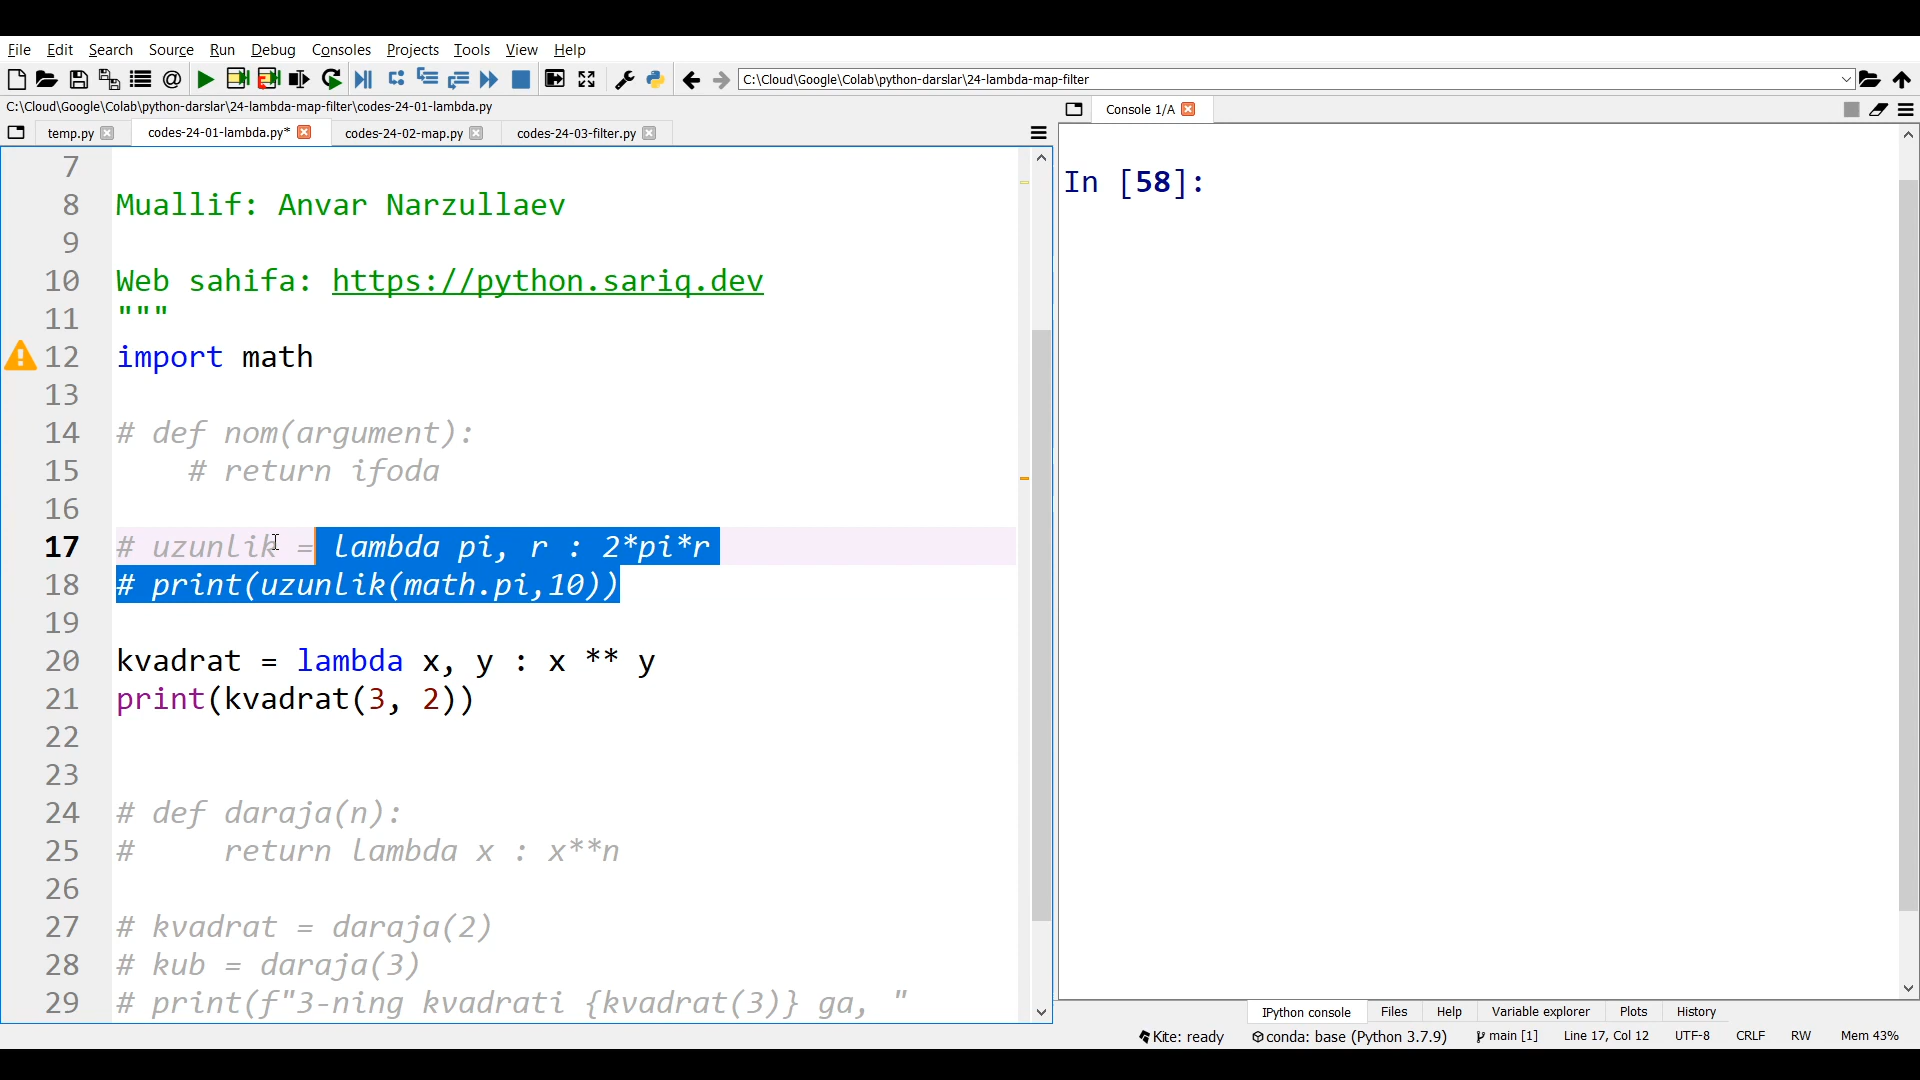 File Edit Search Source Run Debug Consoles Projects Tools View Help
C:\Cloud\Google\Colab\python-darslar\24-lambda-map-filter
C:\Cloud\Google\Colab\python-darslar\24-lambda-map-filter\codes-24-01-lambda.py
temp.py codes-24-01-lambda.py* codes-24-02-map.py codes-24-03-filter.py
7
8 Muallif: Anvar Narzullaev
9
10 Web sahifa: https://python.sariq.dev
11 """
12 import math
13
14 # def nom(argument):
15 # return ifoda
16
17 # uzunlik = lambda pi, r : 2*pi*r
18 # print(uzunlik(math.pi,10))
19
20 kvadrat = lambda x, y : x ** y
21 print(kvadrat(3, 2))
22
23
24 # def daraja(n):
25 # return lambda x : x**n
26
27 # kvadrat = daraja(2)
28 # kub = daraja(3)
29 # print(f"3-ning kvadrati {kvadrat(3)} ga, "
Console 1/A
In [58]:
IPython console Files Help Variable explorer Plots History
Kite: ready conda: base (Python 3.7.9) main [1] Line 17, Col 12 UTF-8 CRLF RW Mem 43%